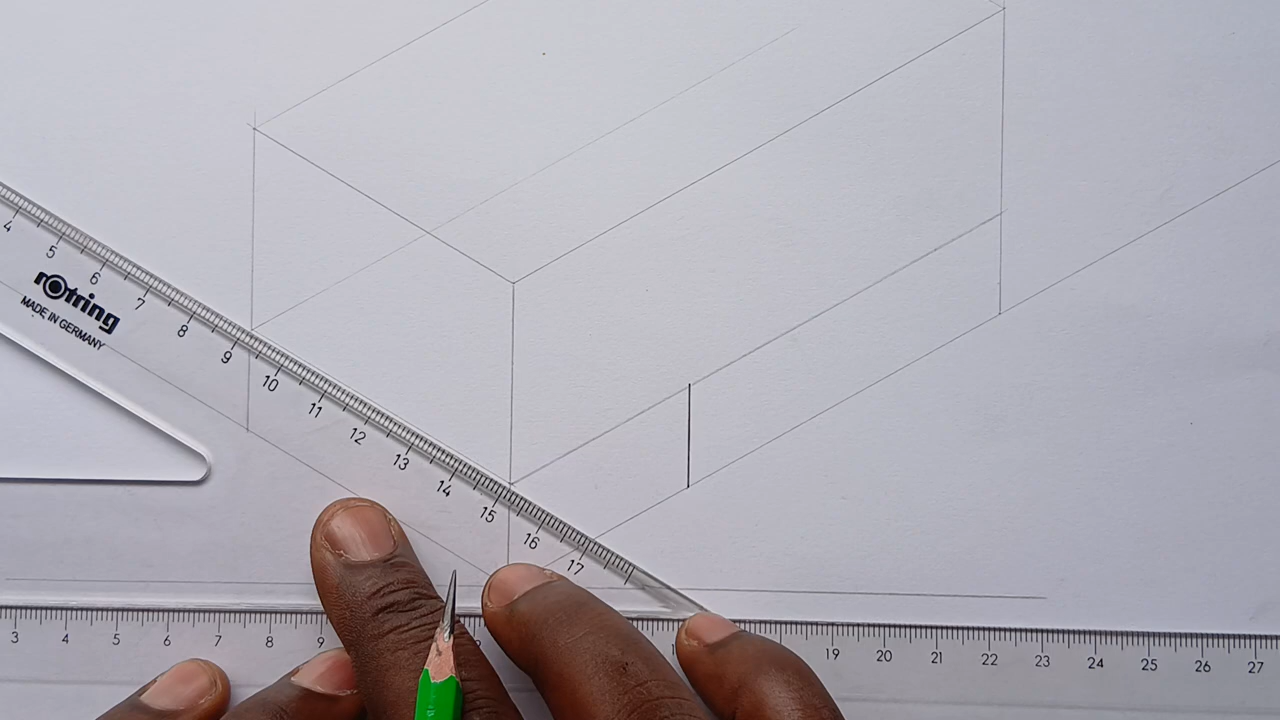 4 5 6 7 8 9 10 11 12 13 14 15 16 17
rotring
MADE IN GERMANY
3 4 5 6 7 8 9 19 20 21 22 23 24 25 26 27